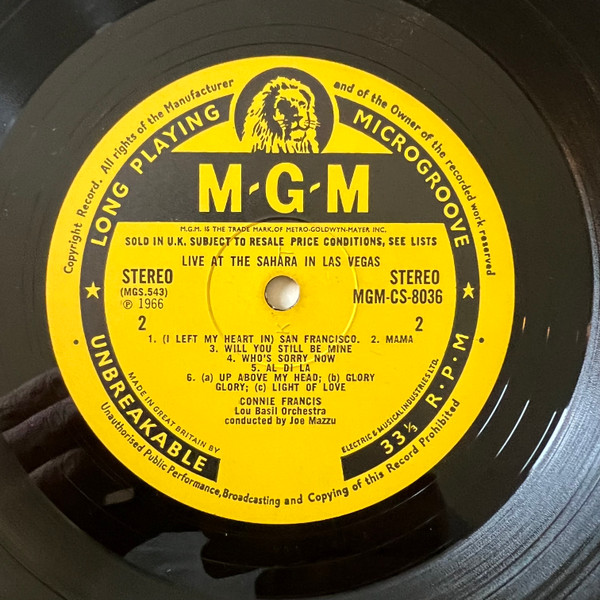 Copyright Record. All rights of the Manufacturer and of the Owner of the recorded work reserved
LONG PLAYING MICROGROOVE
M-G-M
M.G.M. IS THE TRADE MARK, OF METRO-GOLDWYN-MAYER INC.
SOLD IN U.K. SUBJECT TO RESALE PRICE CONDITIONS, SEE LISTS
LIVE AT THE SAHARA IN LAS VEGAS
STEREO
(MGS.543)
℗ 1966
2
STEREO
MGM-CS-8036
2
1. (I LEFT MY HEART IN) SAN FRANCISCO. 2. MAMA
3. WILL YOU STILL BE MINE
4. WHO'S SORRY NOW
5. AL DI LA
6. (a) UP ABOVE MY HEAD; (b) GLORY
GLORY; (c) LIGHT OF LOVE
CONNIE FRANCIS
Lou Basil Orchestra
conducted by Joe Mazzu
MADE IN GREAT BRITAIN BY ELECTRIC & MUSICAL INDUSTRIES LTD.
UNBREAKABLE
33⅓ R·P·M
Unauthorised Public Performance, Broadcasting and Copying of this Record Prohibited